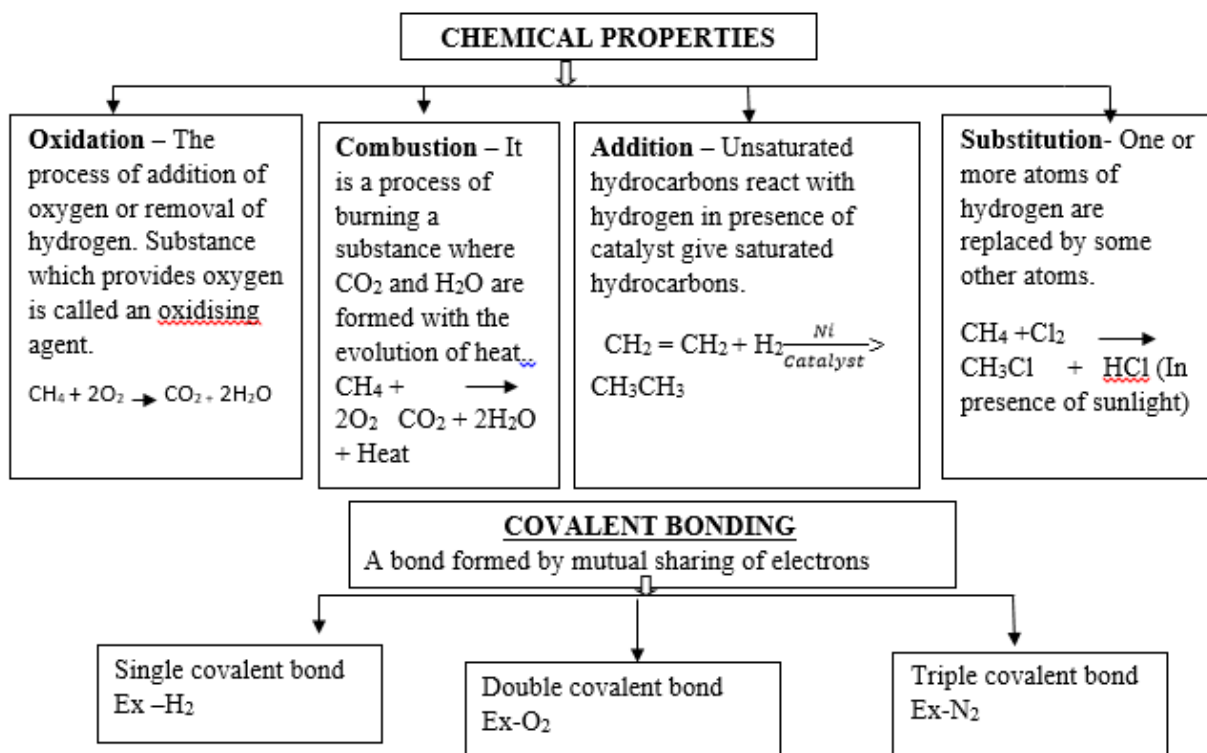 CHEMICAL PROPERTIES
Oxidation – The
process of addition of
oxygen or removal of
hydrogen. Substance
which provides oxygen
is called an oxidising
agent.
CH₄ + 2O₂ → CO₂ + 2H₂O
Combustion – It
is a process of
burning a
substance where
CO₂ and H₂O are
formed with the
evolution of heat..
CH₄ + →
2O₂ CO₂ + 2H₂O
+ Heat
Addition – Unsaturated
hydrocarbons react with
hydrogen in presence of
catalyst give saturated
hydrocarbons.
Ni
CH₂ = CH₂ + H₂ ———>
Catalyst
CH₃CH₃
Substitution- One or
more atoms of
hydrogen are
replaced by some
other atoms.
CH₄ +Cl₂ →
CH₃Cl + HCl (In
presence of sunlight)
COVALENT BONDING
A bond formed by mutual sharing of electrons
Single covalent bond
Ex –H₂
Double covalent bond
Ex-O₂
Triple covalent bond
Ex-N₂